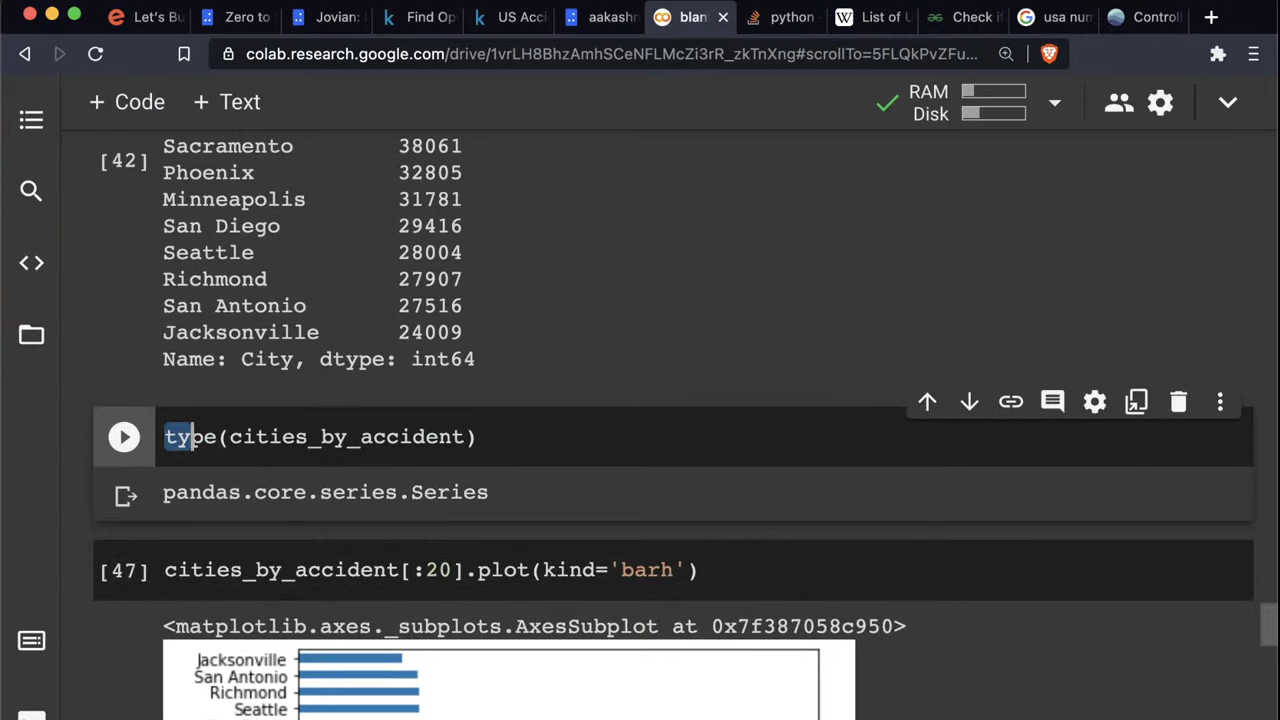 Let's Bu
Zero to
Jovian:
Find Op
US Acci
aakashn
blan
python
List of U
Check if
usa num
Controll
colab.research.google.com/drive/1vrLH8BhzAmhSCeNFLMcZi3rR_zkTnXng#scrollTo=5FLQkPvZFu...
+ Code + Text
RAM
Disk
[42]
Sacramento 38061
Phoenix 32805
Minneapolis 31781
San Diego 29416
Seattle 28004
Richmond 27907
San Antonio 27516
Jacksonville 24009
Name: City, dtype: int64
type(cities_by_accident)
pandas.core.series.Series
[47] cities_by_accident[:20].plot(kind='barh')
<matplotlib.axes._subplots.AxesSubplot at 0x7f387058c950>
Jacksonville
San Antonio
Richmond
Seattle